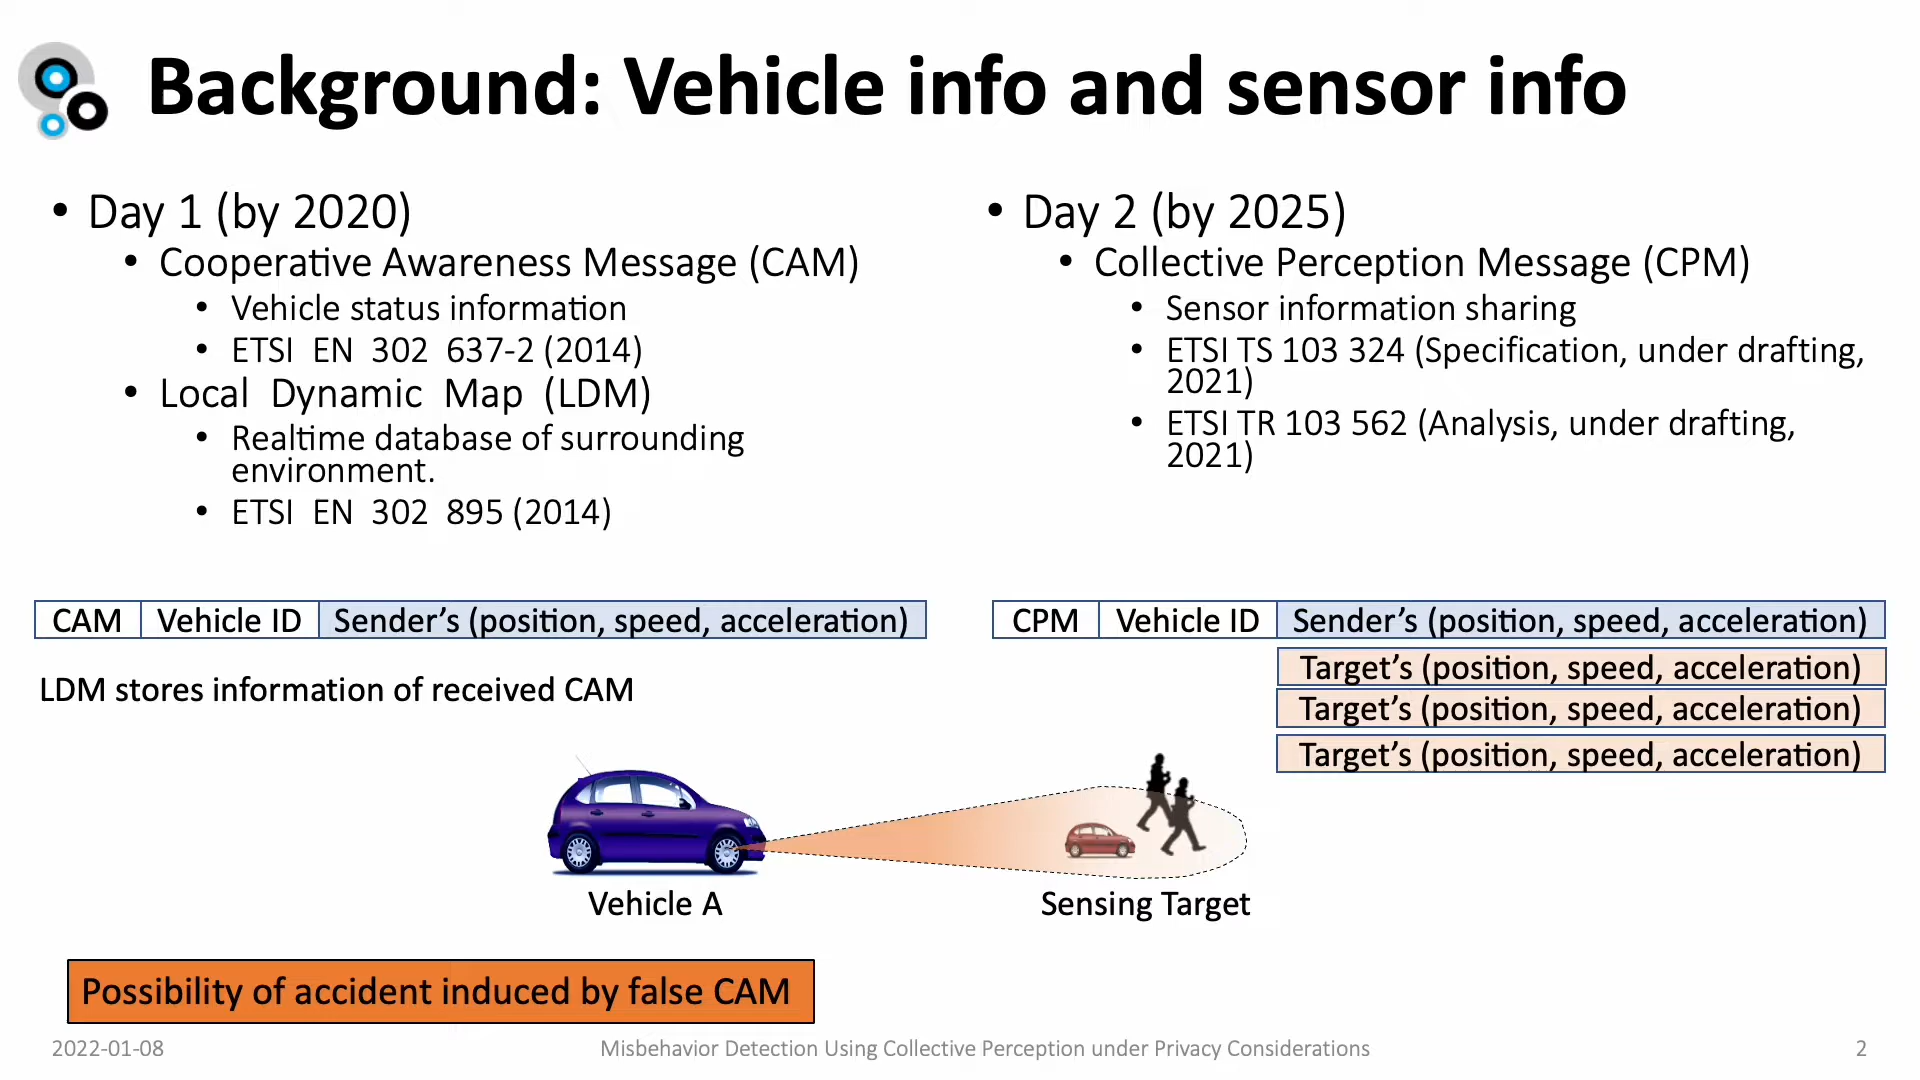 Background: Vehicle info and sensor info
• Day 1 (by 2020)
• Cooperative Awareness Message (CAM)
• Vehicle status information
• ETSI EN 302 637-2 (2014)
• Local Dynamic Map (LDM)
• Realtime database of surrounding
environment.
• ETSI EN 302 895 (2014)
• Day 2 (by 2025)
• Collective Perception Message (CPM)
• Sensor information sharing
• ETSI TS 103 324 (Specification, under drafting,
2021)
• ETSI TR 103 562 (Analysis, under drafting,
2021)
CAM Vehicle ID Sender’s (position, speed, acceleration)
LDM stores information of received CAM
CPM Vehicle ID Sender’s (position, speed, acceleration)
Target’s (position, speed, acceleration)
Target’s (position, speed, acceleration)
Target’s (position, speed, acceleration)
Vehicle A
Sensing Target
Possibility of accident induced by false CAM
2022-01-08
Misbehavior Detection Using Collective Perception under Privacy Considerations
2